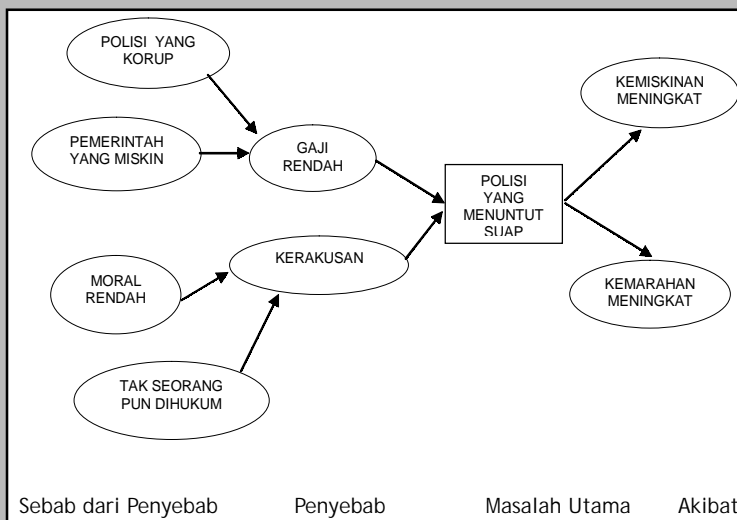 POLISI YANG
KORUP
PEMERINTAH
YANG MISKIN
GAJI
RENDAH
MORAL
RENDAH
KERAKUSAN
TAK SEORANG
PUN DIHUKUM
POLISI
YANG
MENUNTUT
SUAP
KEMISKINAN
MENINGKAT
KEMARAHAN
MENINGKAT
Sebab dari Penyebab Penyebab Masalah Utama Akibat